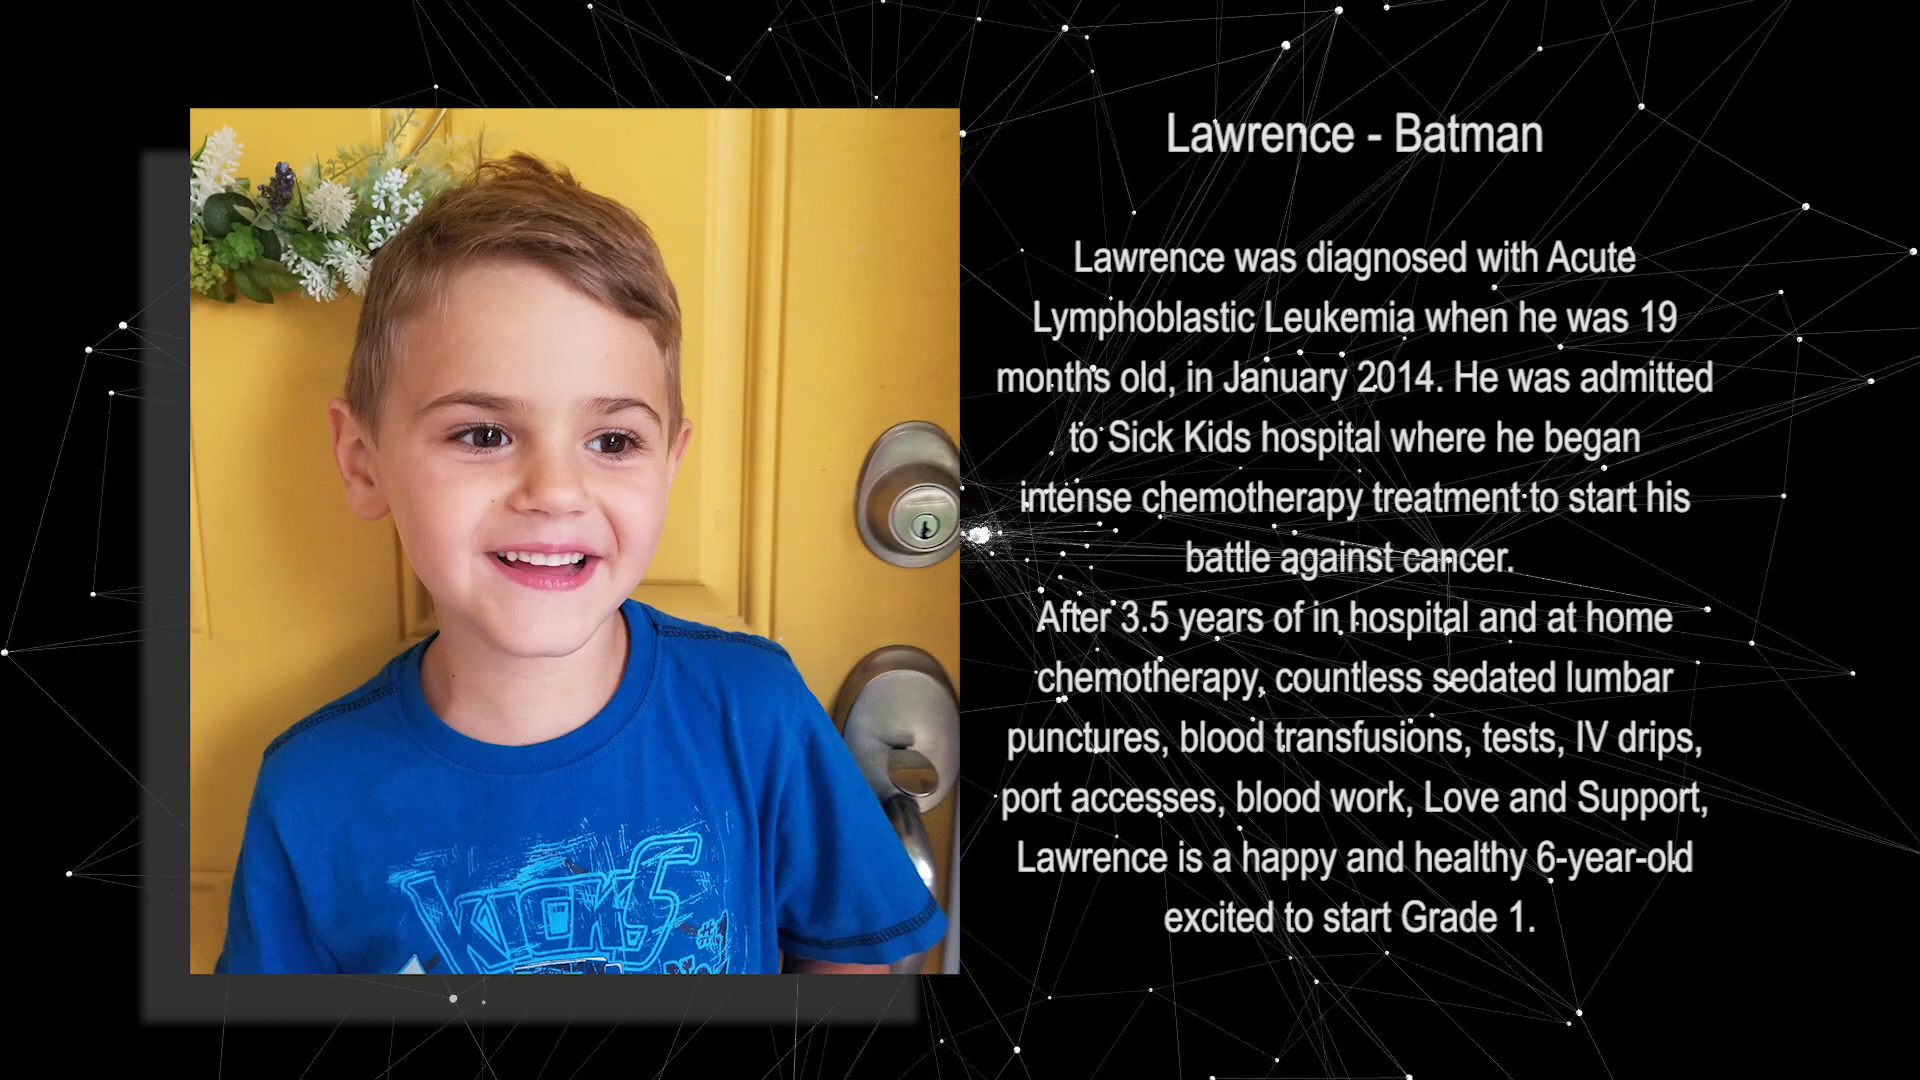 Lawrence - Batman
Lawrence was diagnosed with Acute
Lymphoblastic Leukemia when he was 19
months old, in January 2014. He was admitted
to Sick Kids hospital where he began
intense chemotherapy treatment to start his
battle against cancer.
After 3.5 years of in hospital and at home
chemotherapy, countless sedated lumbar
punctures, blood transfusions, tests, IV drips,
port accesses, blood work, Love and Support,
Lawrence is a happy and healthy 6-year-old
excited to start Grade 1.
KICKS